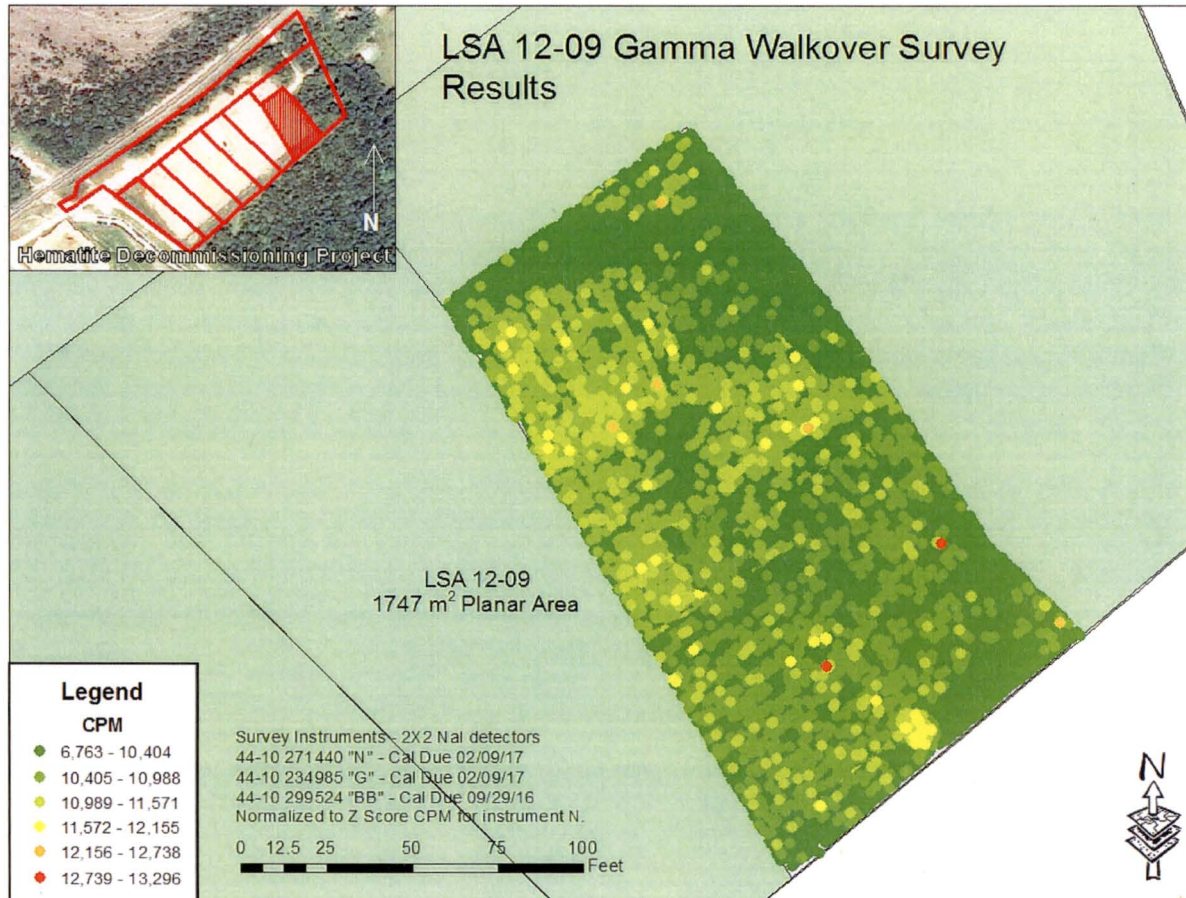 LSA 12-09 Gamma Walkover Survey
Results
N
Hematite Decommissioning Project
LSA 12-09
1747 m² Planar Area
Legend
CPM
6,763 - 10,404
10,405 - 10,988
10,989 - 11,571
11,572 - 12,155
12,156 - 12,738
12,739 - 13,296
Survey Instruments - 2X2 NaI detectors
44-10 271440 "N" - Cal Due 02/09/17
44-10 234985 "G" - Cal Due 02/09/17
44-10 299524 "BB" - Cal Due 09/29/16
Normalized to Z Score CPM for instrument N.
0 12.5 25 50 75 100
Feet
N